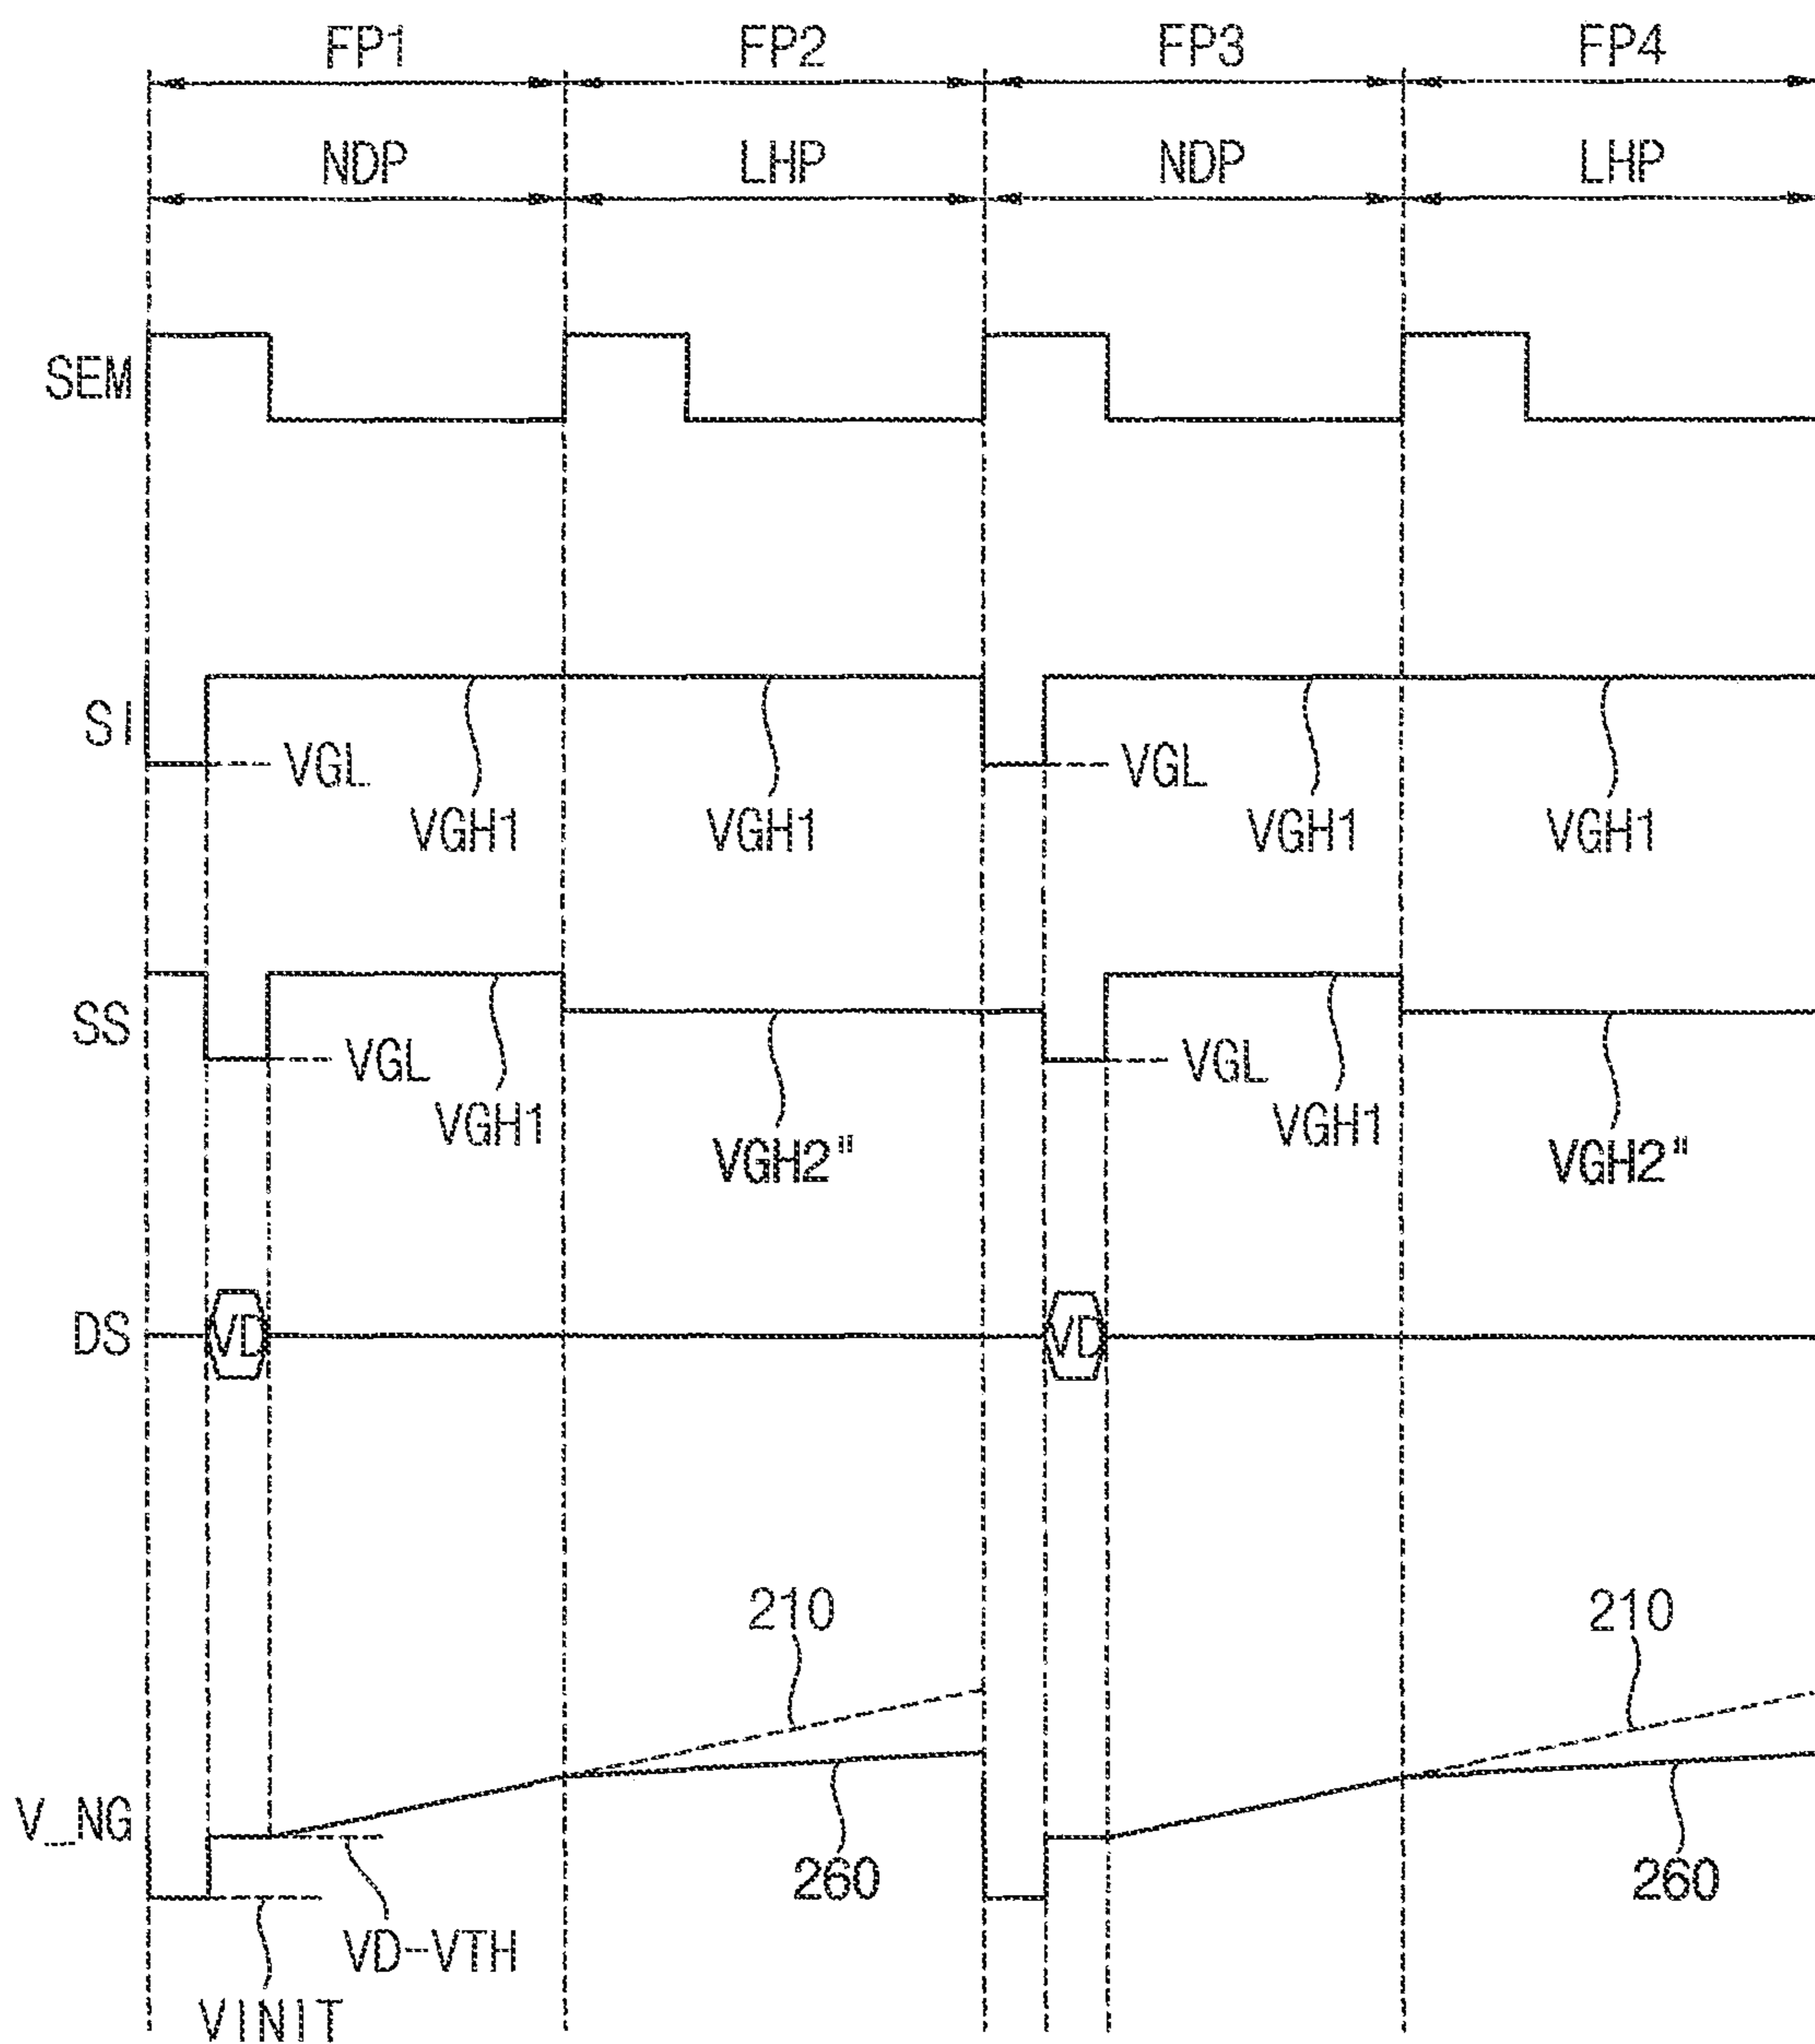 FP1 FP2 FP3 FP4
NDP LHP NDP LHP
SEM
SI
VGL VGL
VGH1 VGH1 VGH1 VGH1
SS
VGL VGL
VGH1 VGH1
VGH2" VGH2"
DS VD VD
210 210
V_NG
260 260
VD-VTH
VINIT